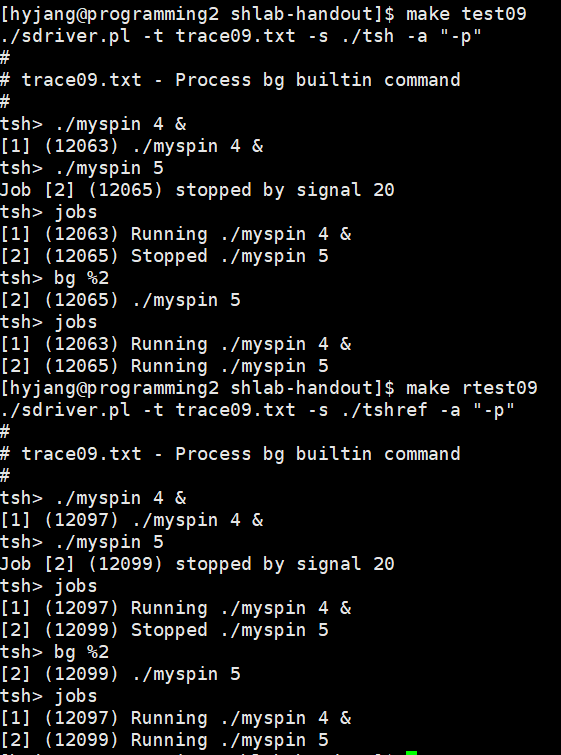 [hyjang@programming2 shlab-handout]$ make test09
./sdriver.pl -t trace09.txt -s ./tsh -a "-p"
#
# trace09.txt - Process bg builtin command
#
tsh> ./myspin 4 &
[1] (12063) ./myspin 4 &
tsh> ./myspin 5
Job [2] (12065) stopped by signal 20
tsh> jobs
[1] (12063) Running ./myspin 4 &
[2] (12065) Stopped ./myspin 5
tsh> bg %2
[2] (12065) ./myspin 5
tsh> jobs
[1] (12063) Running ./myspin 4 &
[2] (12065) Running ./myspin 5
[hyjang@programming2 shlab-handout]$ make rtest09
./sdriver.pl -t trace09.txt -s ./tshref -a "-p"
#
# trace09.txt - Process bg builtin command
#
tsh> ./myspin 4 &
[1] (12097) ./myspin 4 &
tsh> ./myspin 5
Job [2] (12099) stopped by signal 20
tsh> jobs
[1] (12097) Running ./myspin 4 &
[2] (12099) Stopped ./myspin 5
tsh> bg %2
[2] (12099) ./myspin 5
tsh> jobs
[1] (12097) Running ./myspin 4 &
[2] (12099) Running ./myspin 5